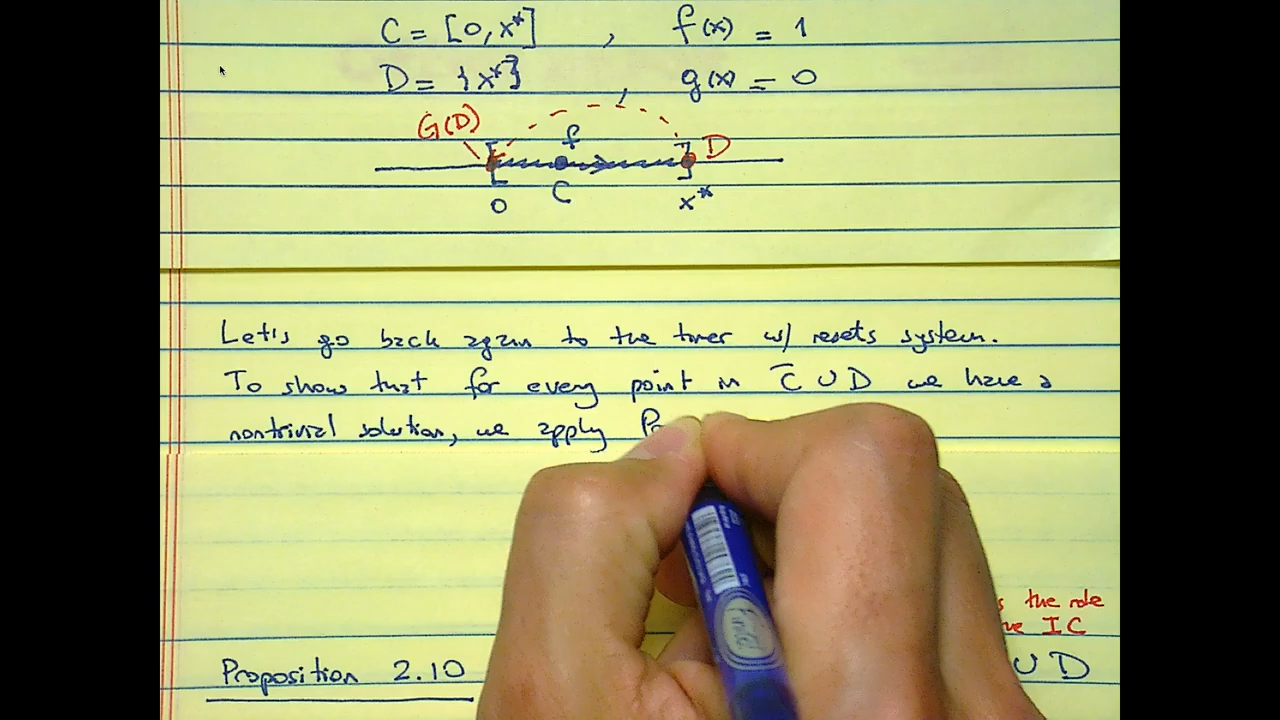 C = [0, x*] , f(x) = 1
D = {x*} , g(x) = 0
G(D) f D
C
0 x*
Let's go back again to the timer w/ resets system.
To show that for every point in C̅ ∪ D we have a
nontrivial solution, we apply
the role
IC
Proposition 2.10 ∪ D